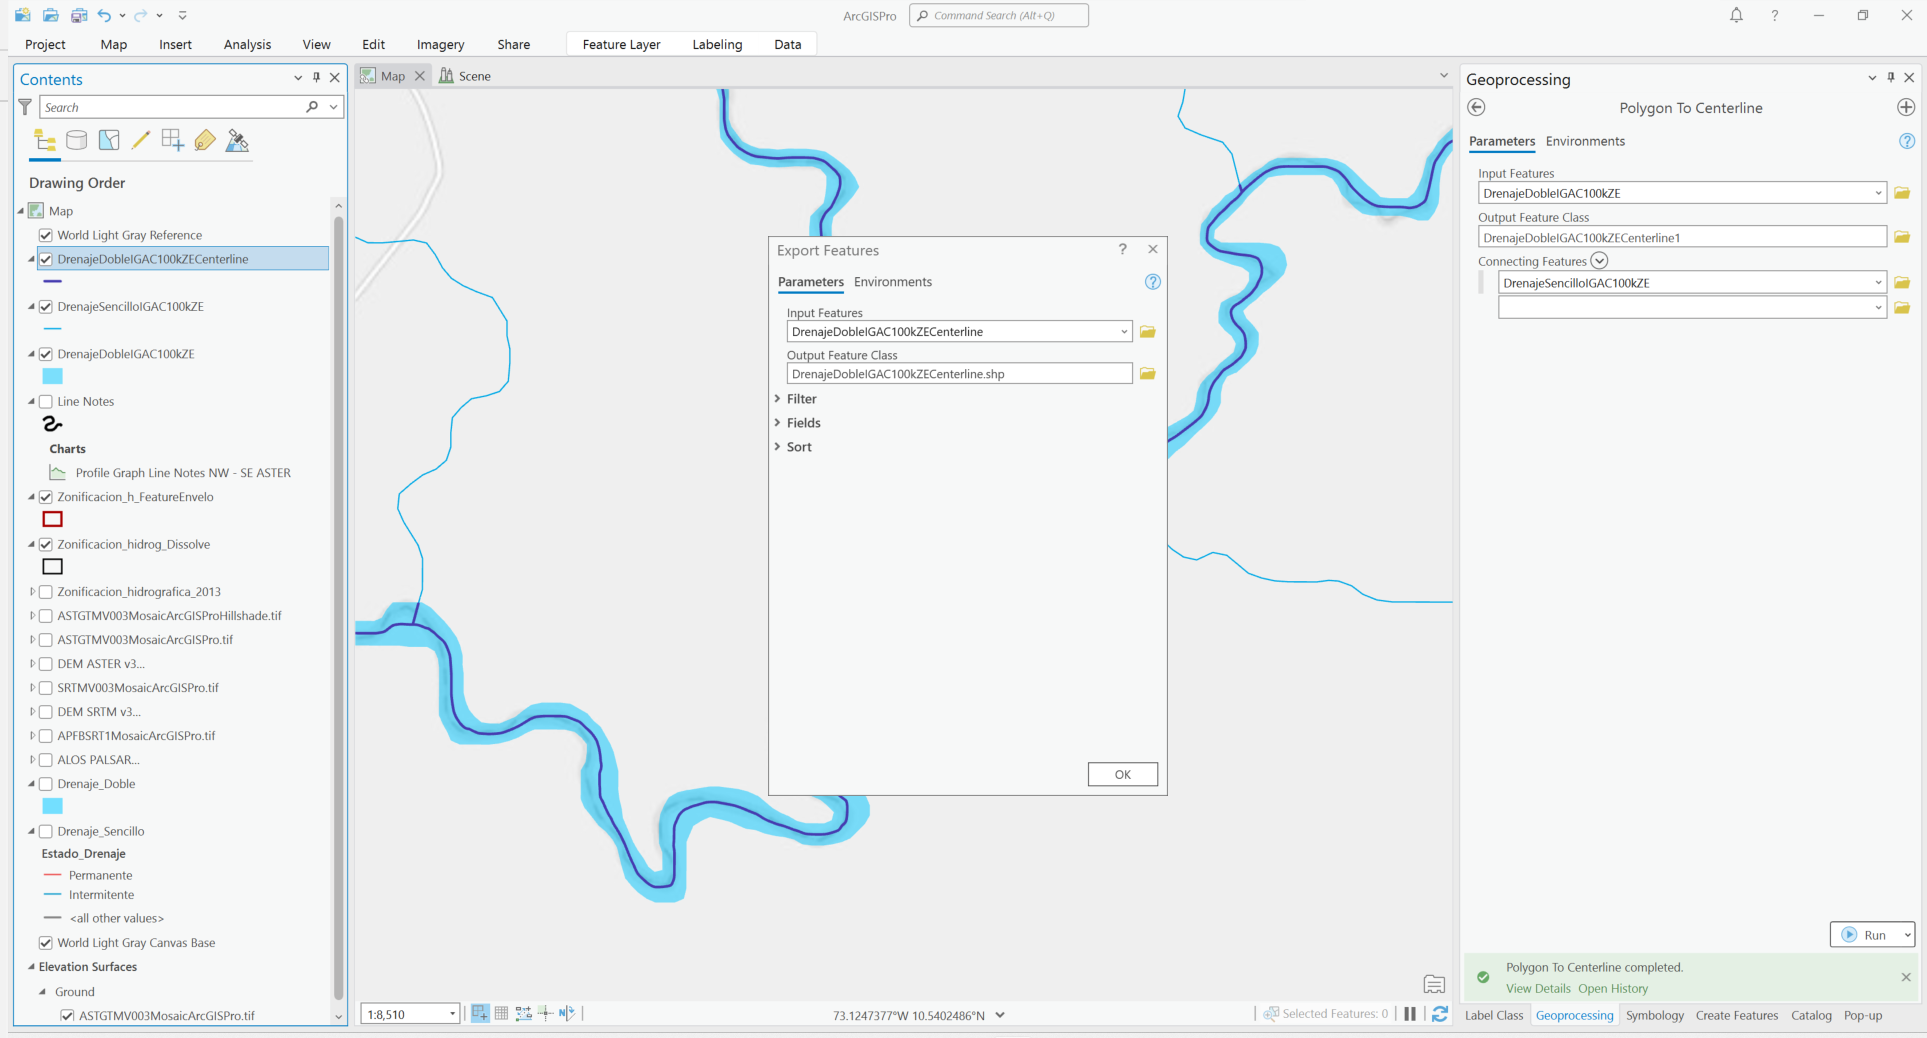 ArcGISPro
Command Search (Alt+Q)
?
Project Map Insert Analysis View Edit Imagery Share Feature Layer Labeling Data
Contents
Search
Drawing Order
Map
World Light Gray Reference
DrenajeDobleIGAC100kZECenterline
DrenajeSencilloIGAC100kZE
DrenajeDobleIGAC100kZE
Line Notes
Charts
Profile Graph Line Notes NW - SE ASTER
Zonificacion_h_FeatureEnvelo
Zonificacion_hidrog_Dissolve
Zonificacion_hidrografica_2013
ASTGTMV003MosaicArcGISProHillshade.tif
ASTGTMV003MosaicArcGISPro.tif
DEM ASTER v3...
SRTMV003MosaicArcGISPro.tif
DEM SRTM v3...
APFBSRT1MosaicArcGISPro.tif
ALOS PALSAR...
Drenaje_Doble
Drenaje_Sencillo
Estado_Drenaje
Permanente
Intermitente
<all other values>
World Light Gray Canvas Base
Elevation Surfaces
Ground
ASTGTMV003MosaicArcGISPro.tif
Map Scene
Export Features
?
Parameters Environments
?
Input Features
DrenajeDobleIGAC100kZECenterline
Output Feature Class
DrenajeDobleIGAC100kZECenterline.shp
Filter
Fields
Sort
OK
1:8,510
N
73.1247377°W 10.5402486°N
Selected Features: 0
Geoprocessing
Polygon To Centerline
Parameters Environments
?
Input Features
DrenajeDobleIGAC100kZE
Output Feature Class
DrenajeDobleIGAC100kZECenterline1
Connecting Features
DrenajeSencilloIGAC100kZE
Run
Polygon To Centerline completed.
View Details Open History
Label Class Geoprocessing Symbology Create Features Catalog Pop-up